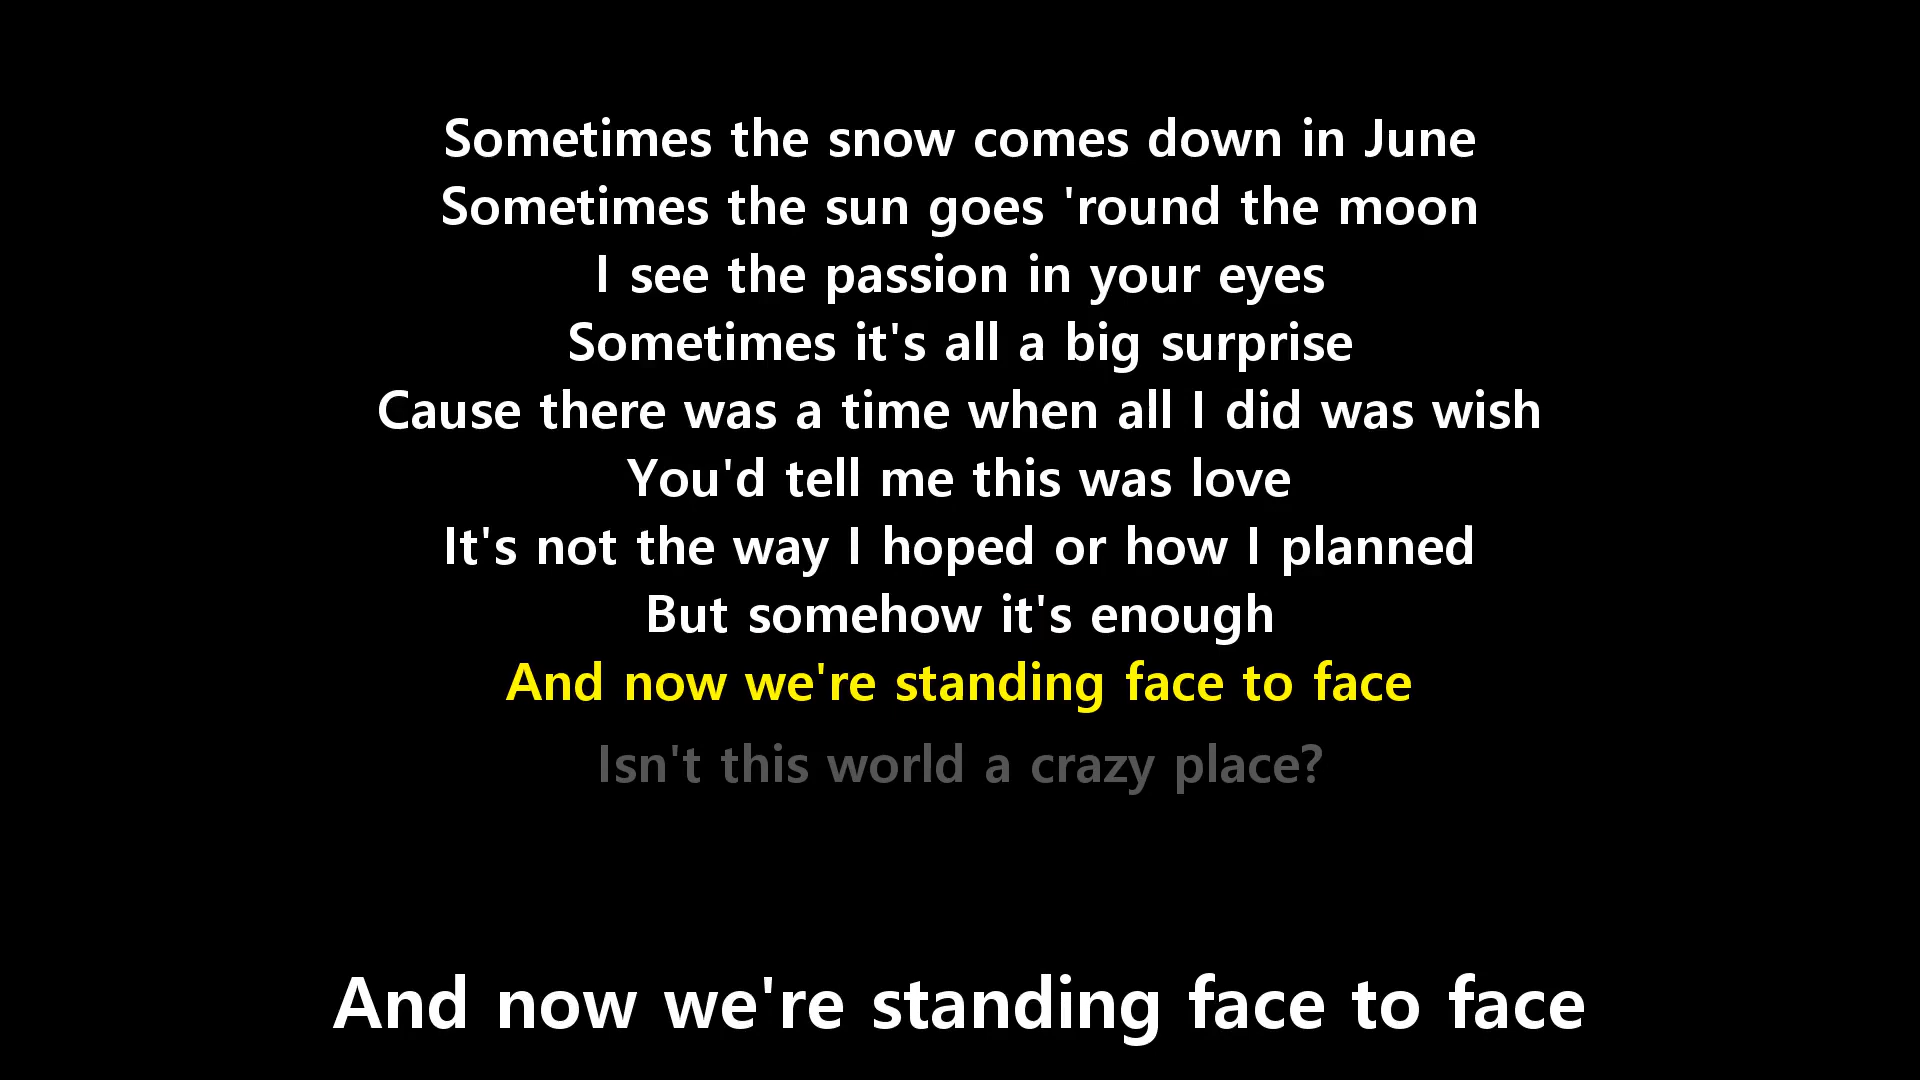 Sometimes the snow comes down in June
Sometimes the sun goes 'round the moon
I see the passion in your eyes
Sometimes it's all a big surprise
Cause there was a time when all I did was wish
You'd tell me this was love
It's not the way I hoped or how I planned
But somehow it's enough
And now we're standing face to face
Isn't this world a crazy place?
And now we're standing face to face